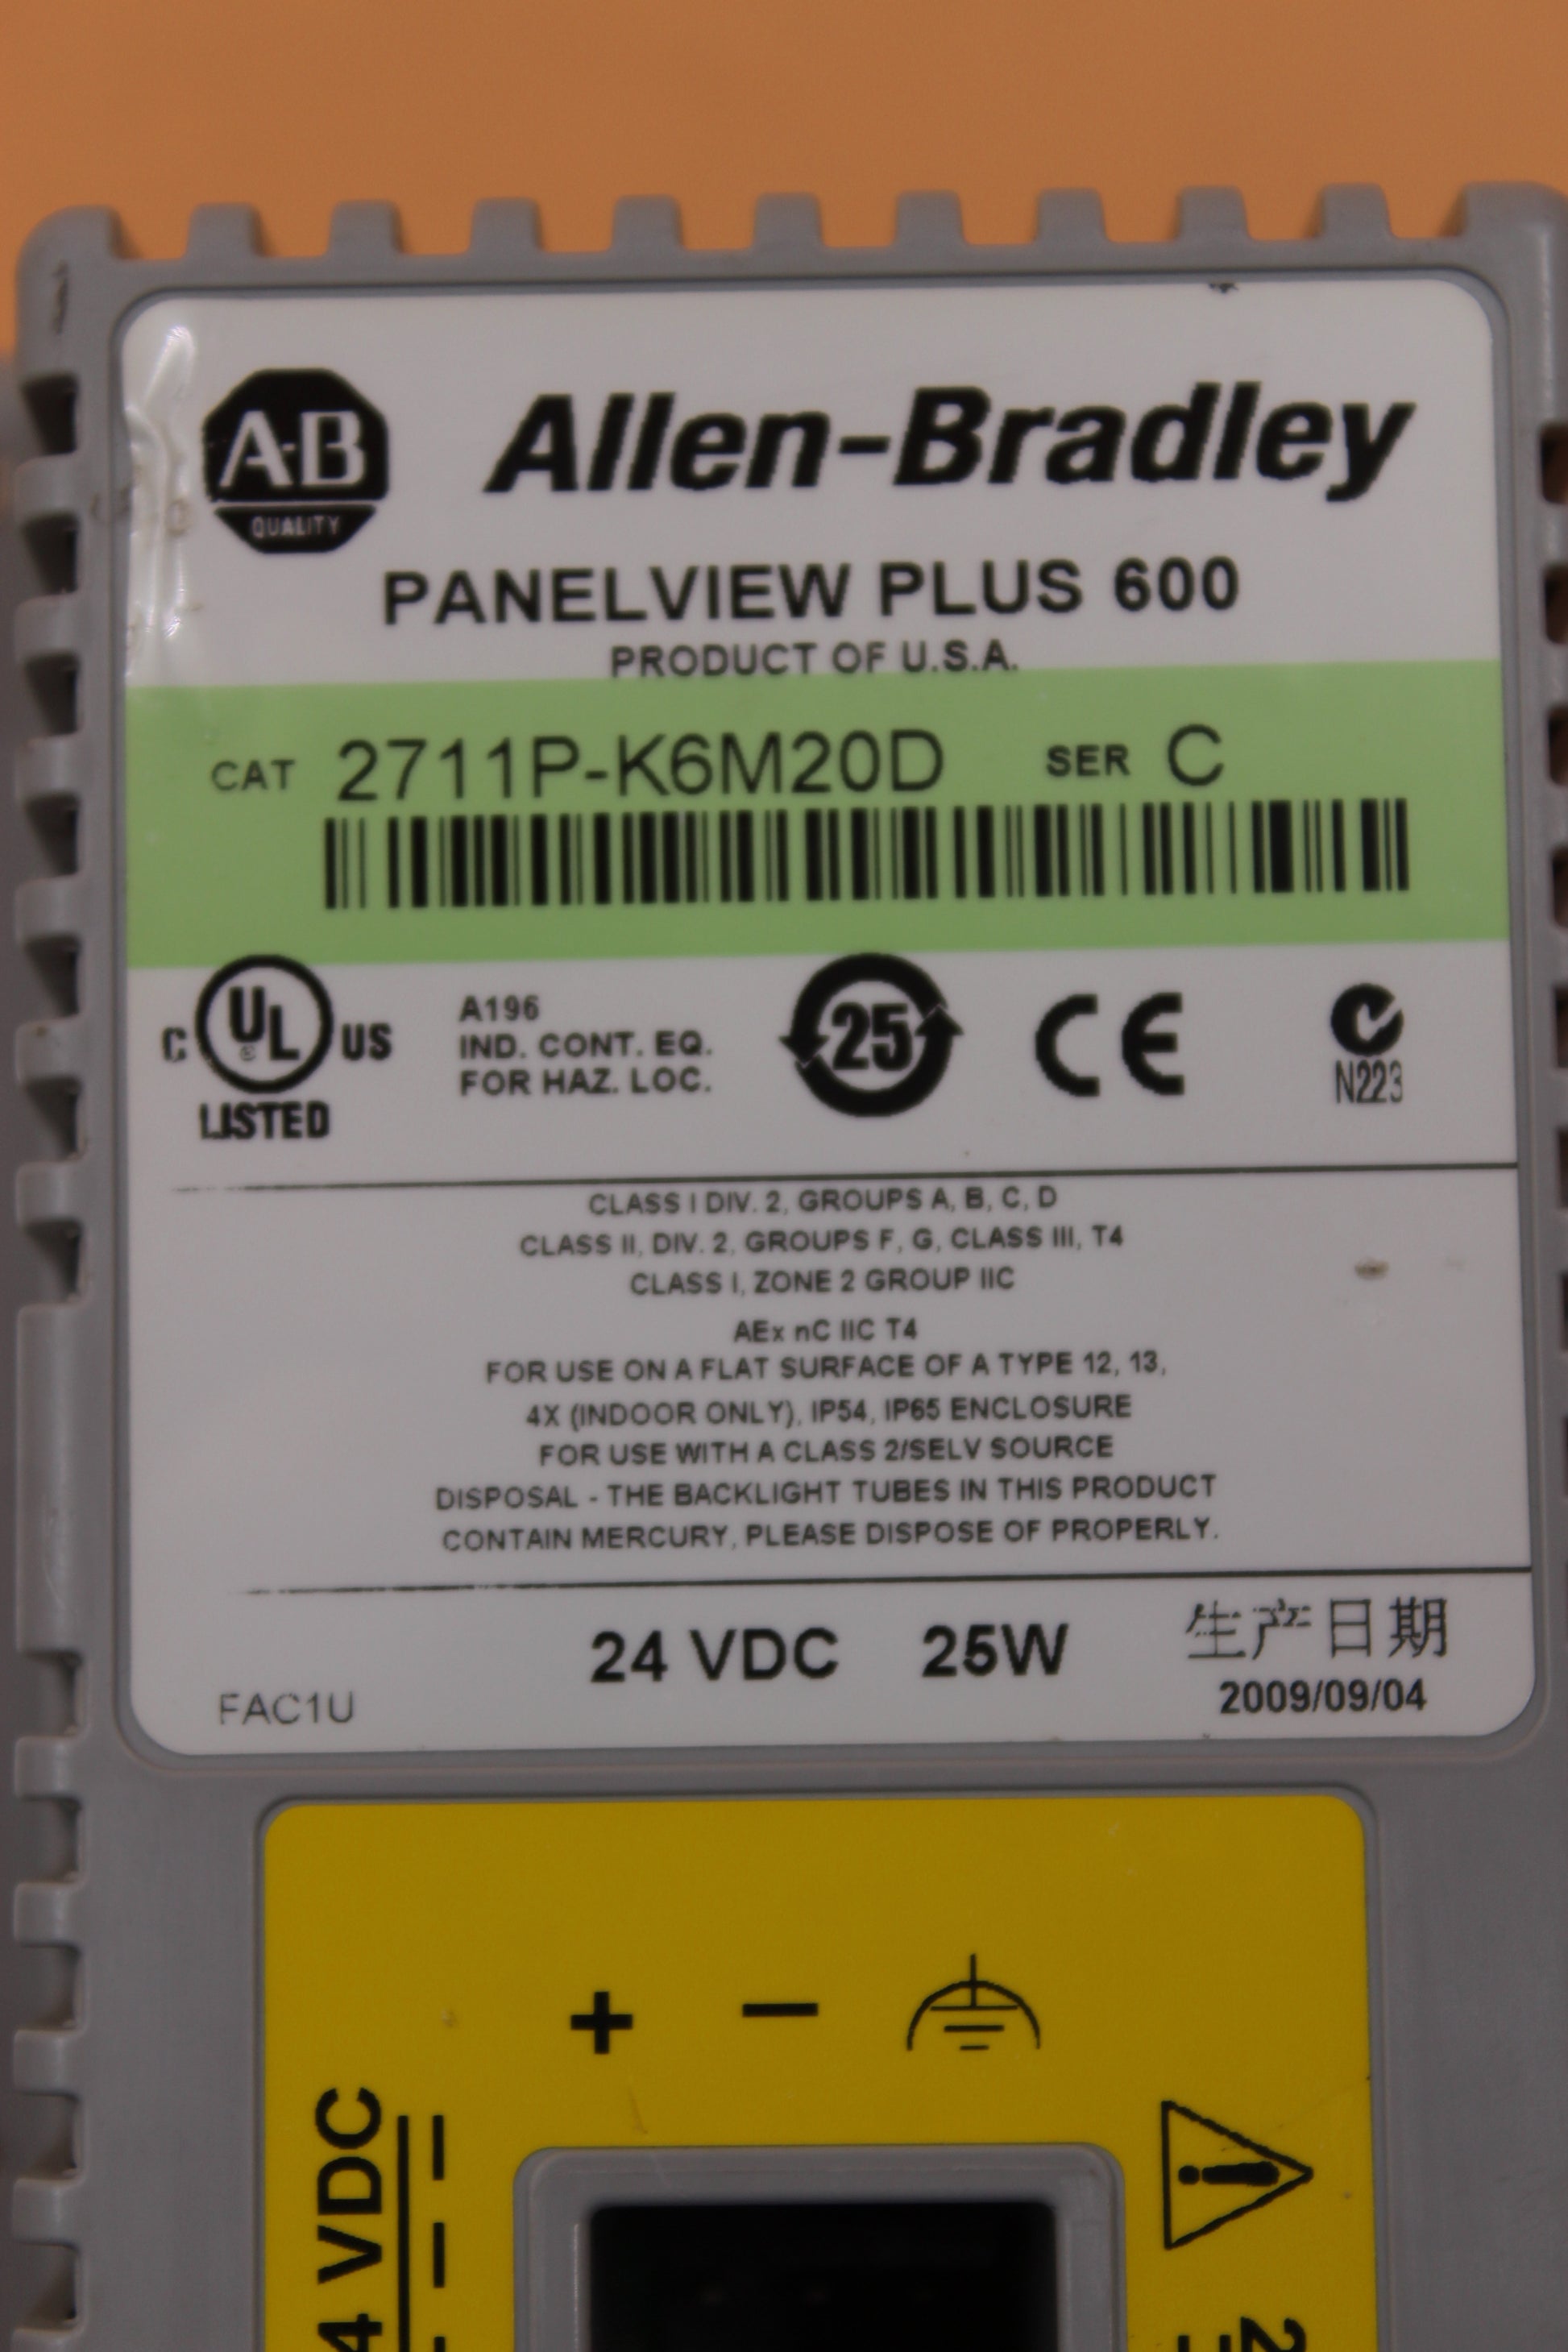 A-B
QUALITY
Allen-Bradley
PANELVIEW PLUS 600
PRODUCT OF U.S.A.
CAT 2711P-K6M20D SER C
C UL US
LISTED
A196
IND. CONT. EQ.
FOR HAZ. LOC.
25
CE
N223
CLASS I DIV. 2, GROUPS A, B, C, D
CLASS II, DIV. 2, GROUPS F, G, CLASS III, T4
CLASS I, ZONE 2 GROUP IIC
AEx nC IIC T4
FOR USE ON A FLAT SURFACE OF A TYPE 12, 13,
4X (INDOOR ONLY), IP54, IP65 ENCLOSURE
FOR USE WITH A CLASS 2/SELV SOURCE
DISPOSAL - THE BACKLIGHT TUBES IN THIS PRODUCT
CONTAIN MERCURY, PLEASE DISPOSE OF PROPERLY.
24 VDC 25W
生产日期
2009/09/04
FAC1U
+ −
4 VDC
2